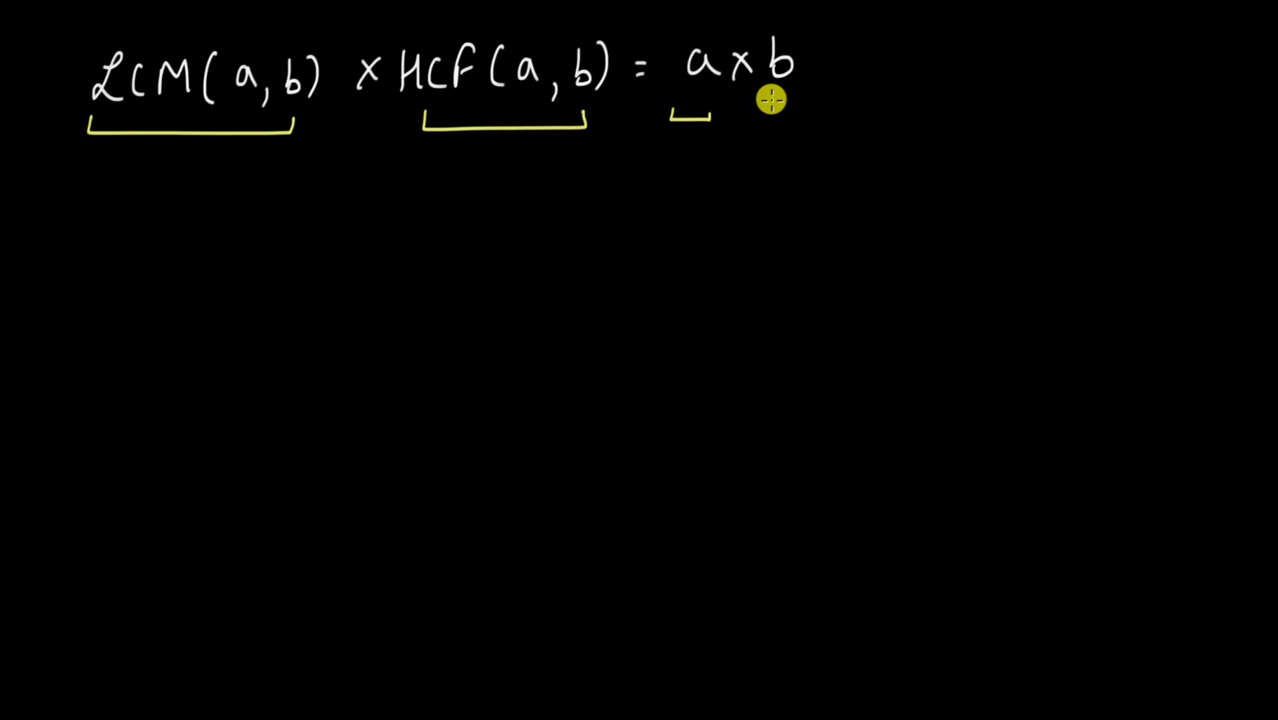 LCM(a,b) × HCF(a,b) = a×b